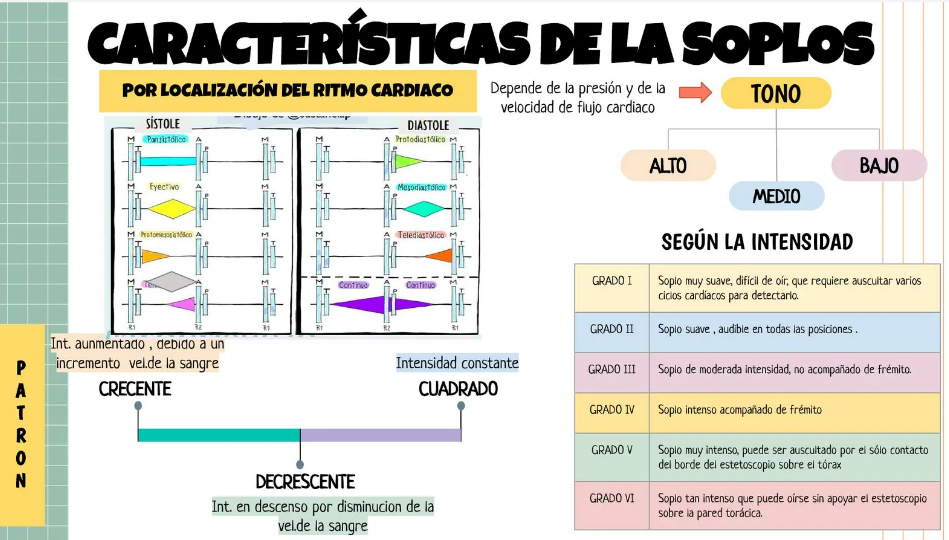 CARACTERÍSTICAS DE LA SOPLOS
POR LOCALIZACIÓN DEL RITMO CARDIACO
SÍSTOLE
DIASTOLE
M T A P M T
M T A P M T
Pansistólico
Protodiastólico
Eyectivo
Mesodiastólico
Protomesosistólico
Telediastólico
Continuo
Continuo
R1 R2 R1
R1 R2 R1
Depende de la presión y de la
velocidad de flujo cardiaco
TONO
ALTO
MEDIO
BAJO
SEGÚN LA INTENSIDAD
GRADO I
Soplo muy suave, difícil de oír, que requiere auscultar varios
ciclos cardíacos para detectarlo.
GRADO II
Soplo suave , audible en todas las posiciones .
GRADO III
Soplo de moderada intensidad, no acompañado de frémito.
GRADO IV
Soplo intenso acompañado de frémito
GRADO V
Soplo muy intenso, puede ser auscultado por el sólo contacto
del borde del estetoscopio sobre el tórax
GRADO VI
Soplo tan intenso que puede oírse sin apoyar el estetoscopio
sobre la pared torácica.
PATRON
Int. aunmentado , debido a un
incremento vel.de la sangre
CRECENTE
Intensidad constante
CUADRADO
DECRESCENTE
Int. en descenso por disminucion de la
vel.de la sangre